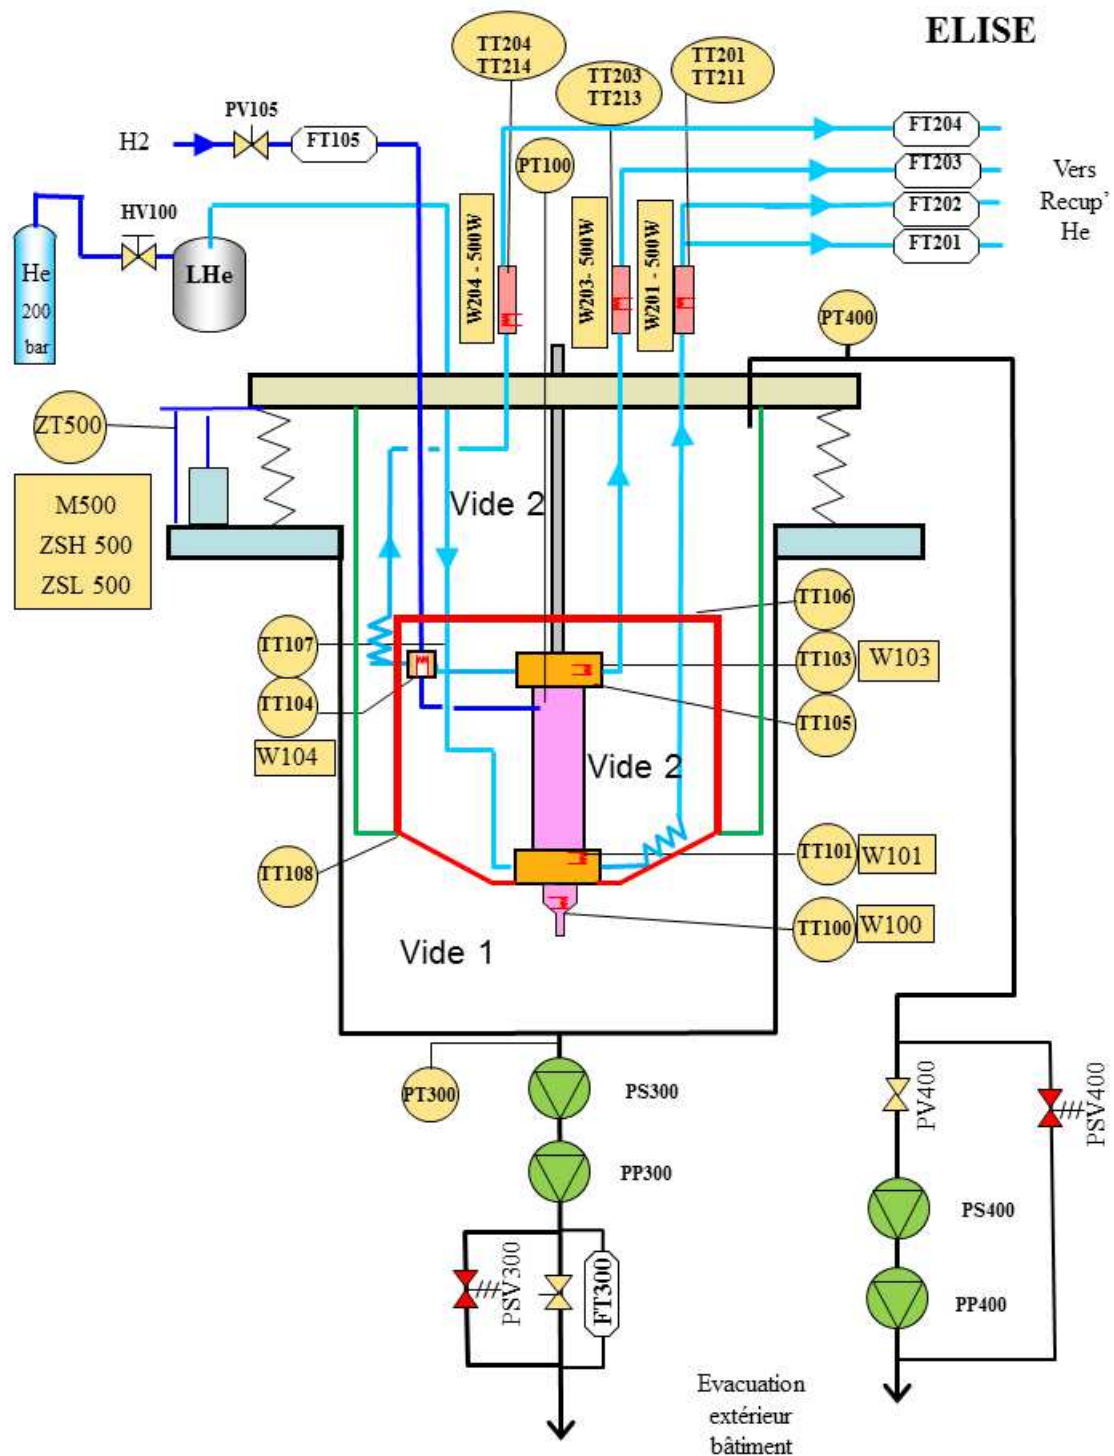 ELISE
TT204
TT214
TT203
TT213
TT201
TT211
PV105
H2
FT105
PT100
FT204
FT203
FT202
FT201
Vers
Recup'
He
HV100
He
200
bar
LHe
W204 - 500W
W203- 500W
W201 - 500W
PT400
ZT500
M500
ZSH 500
ZSL 500
Vide 2
TT106
TT107
TT103
W103
TT104
TT105
W104
Vide 2
TT108
TT101
W101
TT100
W100
Vide 1
PT300
PS300
PV400
PSV400
PP300
PS400
PSV300
FT300
PP400
Evacuation
extérieur
bâtiment